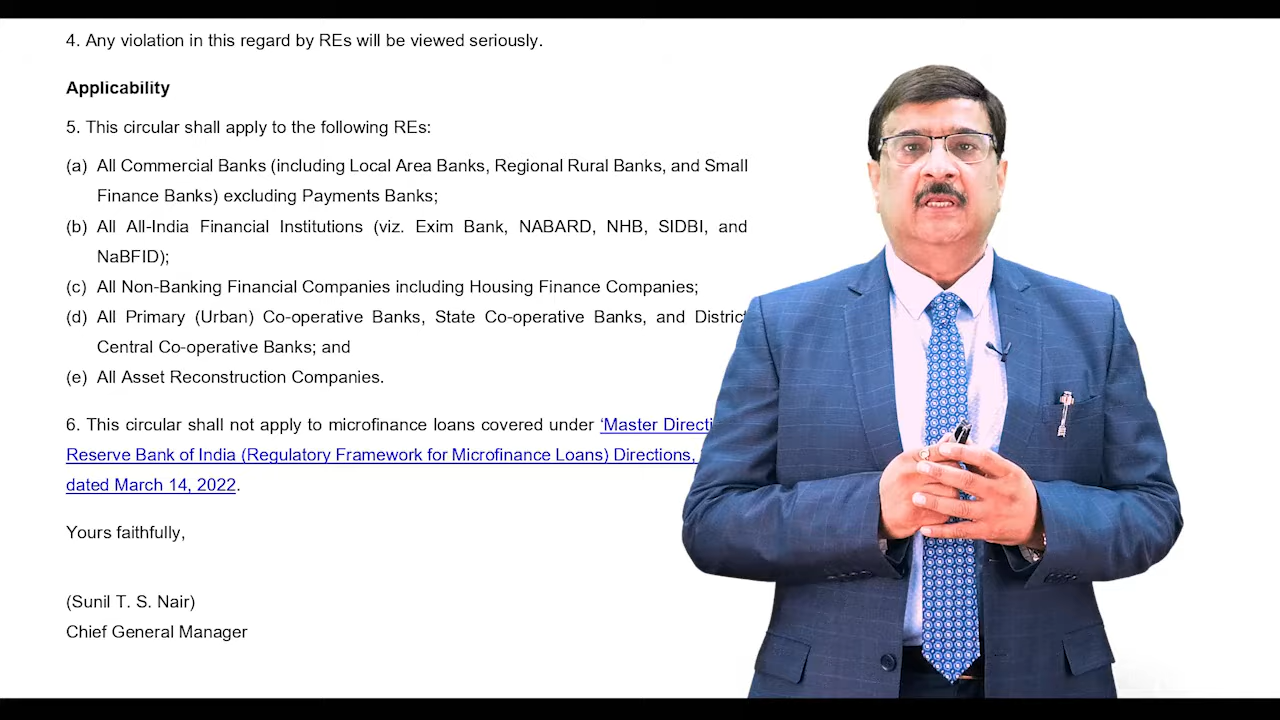 4. Any violation in this regard by REs will be viewed seriously.
Applicability
5. This circular shall apply to the following REs:
(a) All Commercial Banks (including Local Area Banks, Regional Rural Banks, and Small
Finance Banks) excluding Payments Banks;
(b) All All-India Financial Institutions (viz. Exim Bank, NABARD, NHB, SIDBI, and
NaBFID);
(c) All Non-Banking Financial Companies including Housing Finance Companies;
(d) All Primary (Urban) Co-operative Banks, State Co-operative Banks, and District
Central Co-operative Banks; and
(e) All Asset Reconstruction Companies.
6. This circular shall not apply to microfinance loans covered under ‘Master
Reserve Bank of India (Regulatory Framework for Microfinance Loans) Directions,
dated March 14, 2022.
Yours faithfully,
(Sunil T. S. Nair)
Chief General Manager